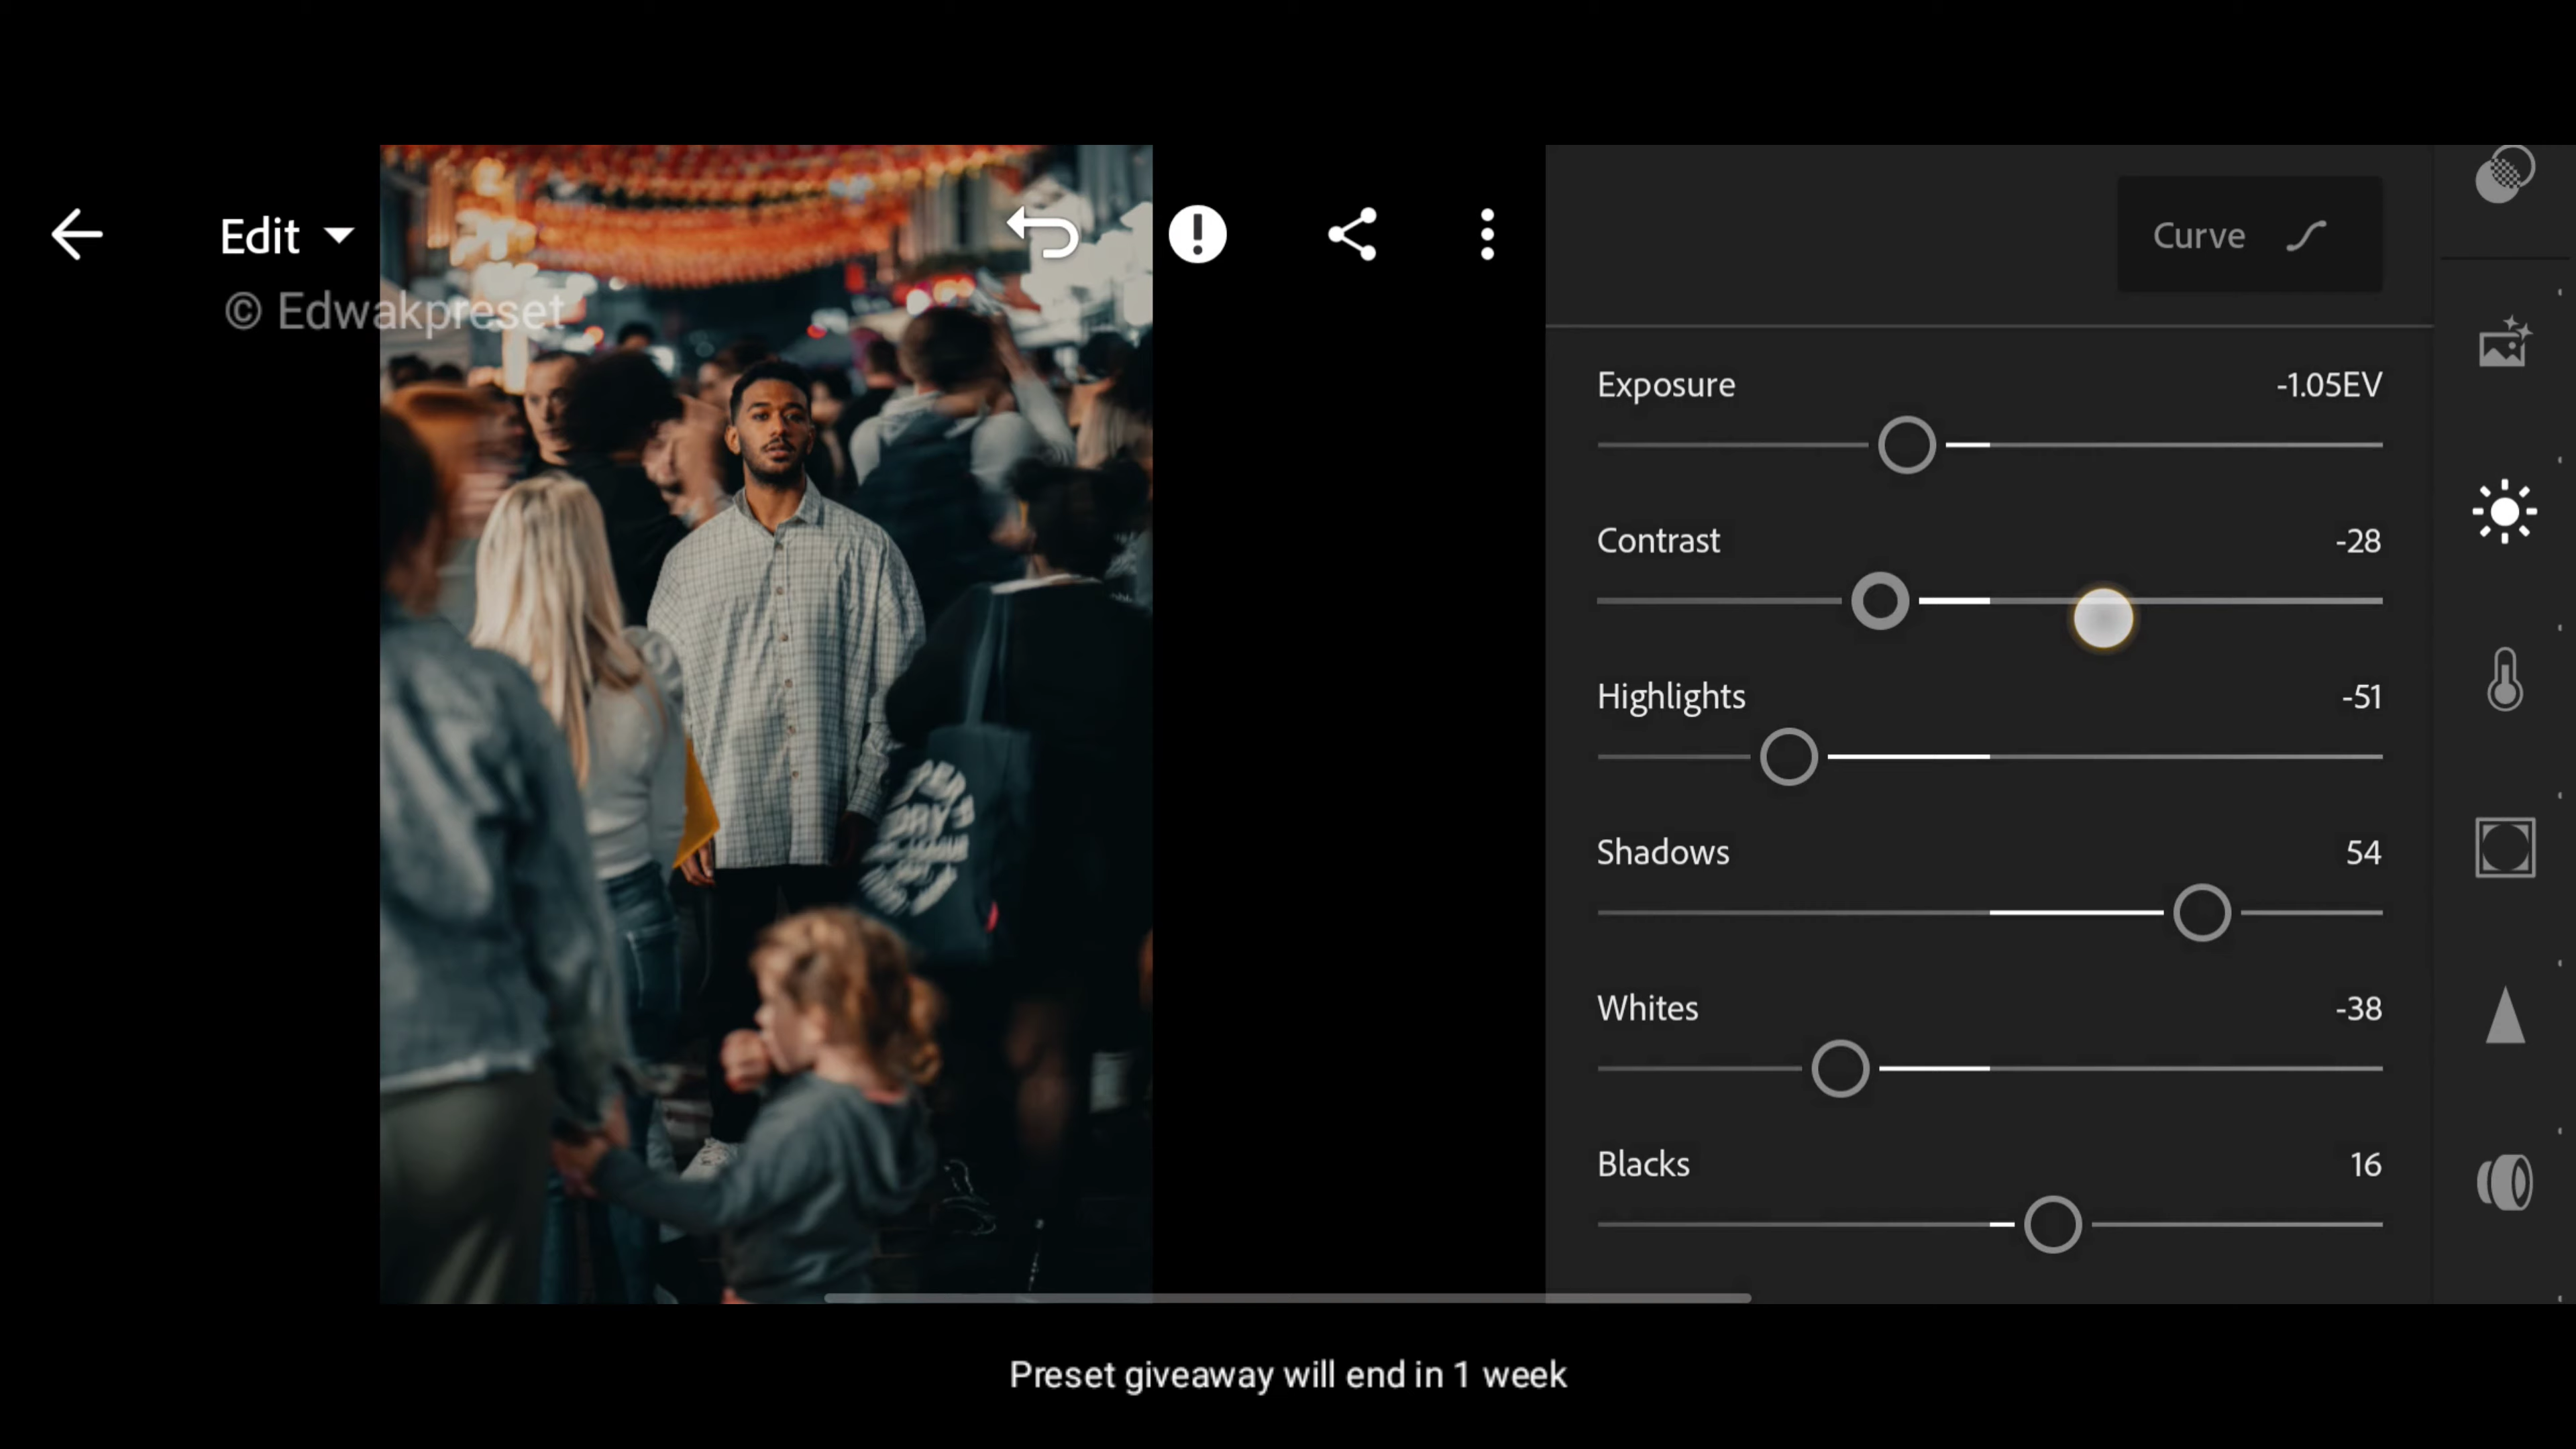 Edit
© Edwakpreset
Curve
Exposure -1.05EV
Contrast -28
Highlights -51
Shadows 54
Whites -38
Blacks 16
Preset giveaway will end in 1 week